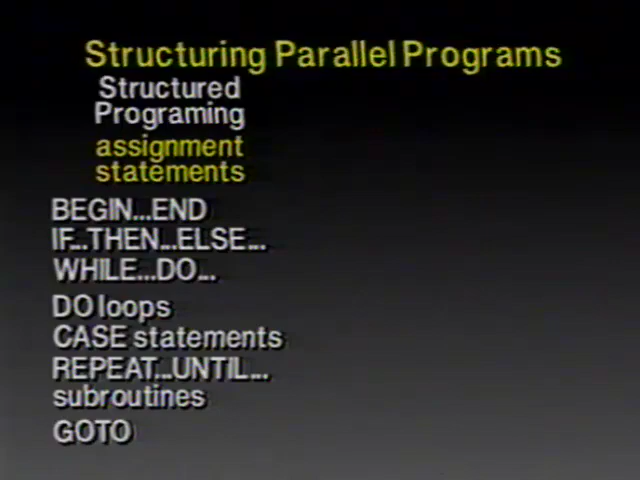 Structuring Parallel Programs
Structured
Programing
assignment
statements
BEGIN...END
IF...THEN...ELSE...
WHILE...DO...
DO loops
CASE statements
REPEAT...UNTIL...
subroutines
GOTO